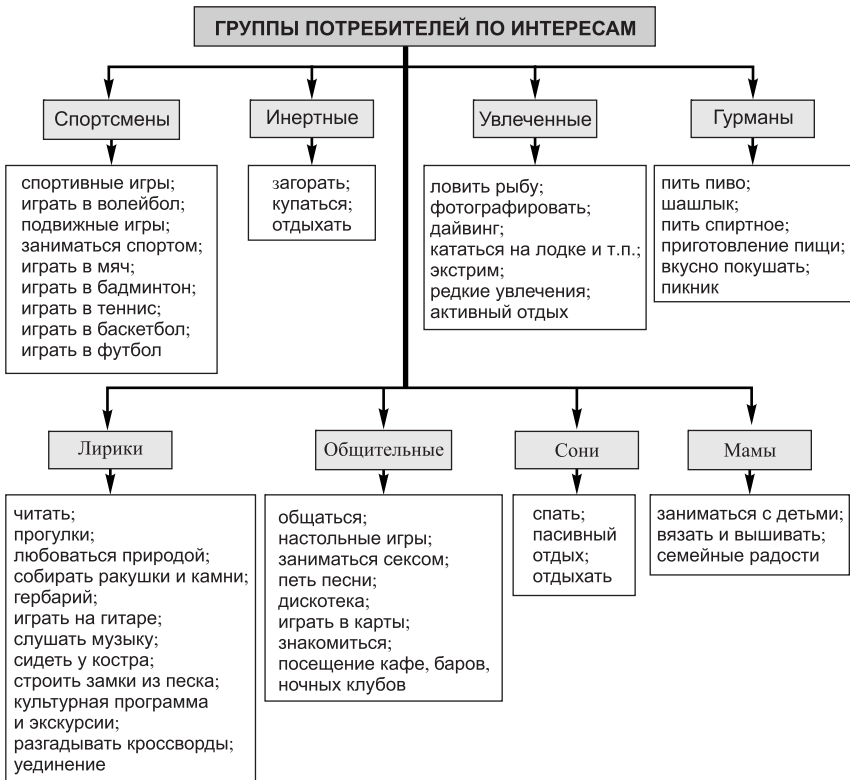 ГРУППЫ ПОТРЕБИТЕЛЕЙ ПО ИНТЕРЕСАМ
Спортсмены
спортивные игры;
играть в волейбол;
подвижные игры;
заниматься спортом;
играть в мяч;
играть в бадминтон;
играть в теннис;
играть в баскетбол;
играть в футбол
Инертные
загорать;
купаться;
отдыхать
Увлеченные
ловить рыбу;
фотографировать;
дайвинг;
кататься на лодке и т.п.;
экстрим;
редкие увлечения;
активный отдых
Гурманы
пить пиво;
шашлык;
пить спиртное;
приготовление пищи;
вкусно покушать;
пикник
Лирики
читать;
прогулки;
любоваться природой;
собирать ракушки и камни;
гербарий;
играть на гитаре;
слушать музыку;
сидеть у костра;
строить замки из песка;
культурная программа
и экскурсии;
разгадывать кроссворды;
уединение
Общительные
общаться;
настольные игры;
заниматься сексом;
петь песни;
дискотека;
играть в карты;
знакомиться;
посещение кафе, баров,
ночных клубов
Сони
спать;
пасивный
отдых;
отдыхать
Мамы
заниматься с детьми;
вязать и вышивать;
семейные радости